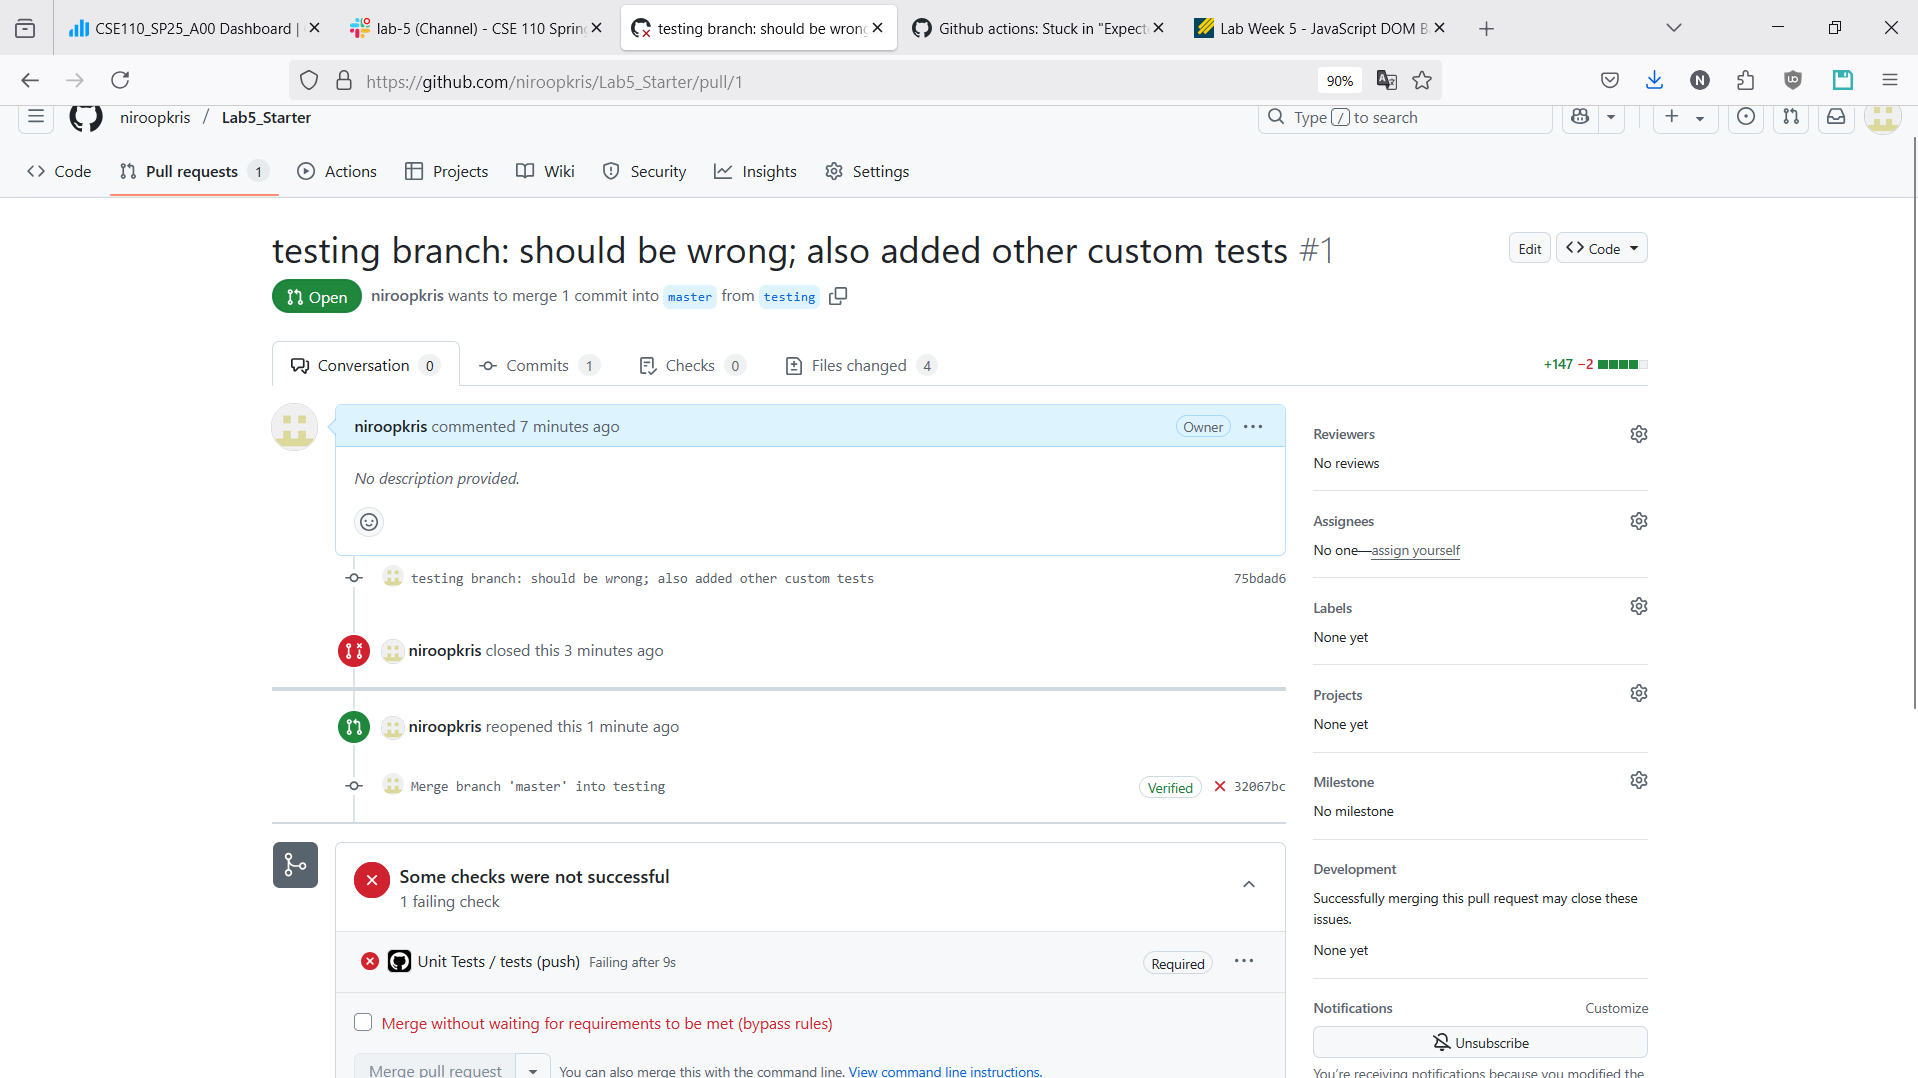 CSE110_SP25_A00 Dashboard |
lab-5 (Channel) - CSE 110 Sprin
testing branch: should be wrong
Github actions: Stuck in "Expect
Lab Week 5 - JavaScript DOM B
https://github.com/niroopkris/Lab5_Starter/pull/1
90%
niroopkris / Lab5_Starter
Type / to search
Code
Pull requests 1
Actions
Projects
Wiki
Security
Insights
Settings
testing branch: should be wrong; also added other custom tests #1
Edit
Code
Open
niroopkris wants to merge 1 commit into master from testing
Conversation 0
Commits 1
Checks 0
Files changed 4
+147 −2
niroopkris commented 7 minutes ago
Owner
No description provided.
testing branch: should be wrong; also added other custom tests
75bdad6
niroopkris closed this 3 minutes ago
niroopkris reopened this 1 minute ago
Merge branch 'master' into testing
Verified
32067bc
Some checks were not successful
1 failing check
Unit Tests / tests (push) Failing after 9s
Required
Merge without waiting for requirements to be met (bypass rules)
Merge pull request
You can also merge this with the command line. View command line instructions.
Reviewers
No reviews
Assignees
No one—assign yourself
Labels
None yet
Projects
None yet
Milestone
No milestone
Development
Successfully merging this pull request may close these
issues.
None yet
Notifications
Customize
Unsubscribe
You're receiving notifications because you modified the